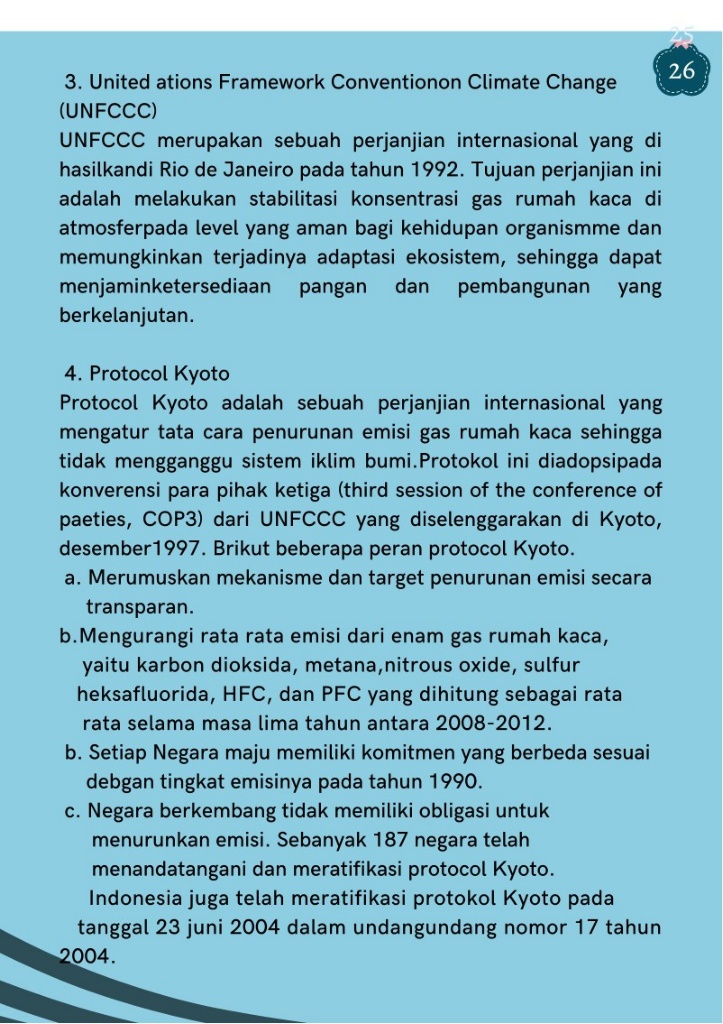 25
26
3. United ations Framework Conventionon Climate Change
(UNFCCC)
UNFCCC merupakan sebuah perjanjian internasional yang di
hasilkandi Rio de Janeiro pada tahun 1992. Tujuan perjanjian ini
adalah melakukan stabilitasi konsentrasi gas rumah kaca di
atmosferpada level yang aman bagi kehidupan organismme dan
memungkinkan terjadinya adaptasi ekosistem, sehingga dapat
menjaminketersediaan pangan dan pembangunan yang
berkelanjutan.
4. Protocol Kyoto
Protocol Kyoto adalah sebuah perjanjian internasional yang
mengatur tata cara penurunan emisi gas rumah kaca sehingga
tidak mengganggu sistem iklim bumi.Protokol ini diadopsipada
konverensi para pihak ketiga (third session of the conference of
paeties, COP3) dari UNFCCC yang diselenggarakan di Kyoto,
desember1997. Brikut beberapa peran protocol Kyoto.
a. Merumuskan mekanisme dan target penurunan emisi secara
transparan.
b.Mengurangi rata rata emisi dari enam gas rumah kaca,
yaitu karbon dioksida, metana,nitrous oxide, sulfur
heksafluorida, HFC, dan PFC yang dihitung sebagai rata
rata selama masa lima tahun antara 2008-2012.
b. Setiap Negara maju memiliki komitmen yang berbeda sesuai
debgan tingkat emisinya pada tahun 1990.
c. Negara berkembang tidak memiliki obligasi untuk
menurunkan emisi. Sebanyak 187 negara telah
menandatangani dan meratifikasi protocol Kyoto.
Indonesia juga telah meratifikasi protokol Kyoto pada
tanggal 23 juni 2004 dalam undangundang nomor 17 tahun
2004.